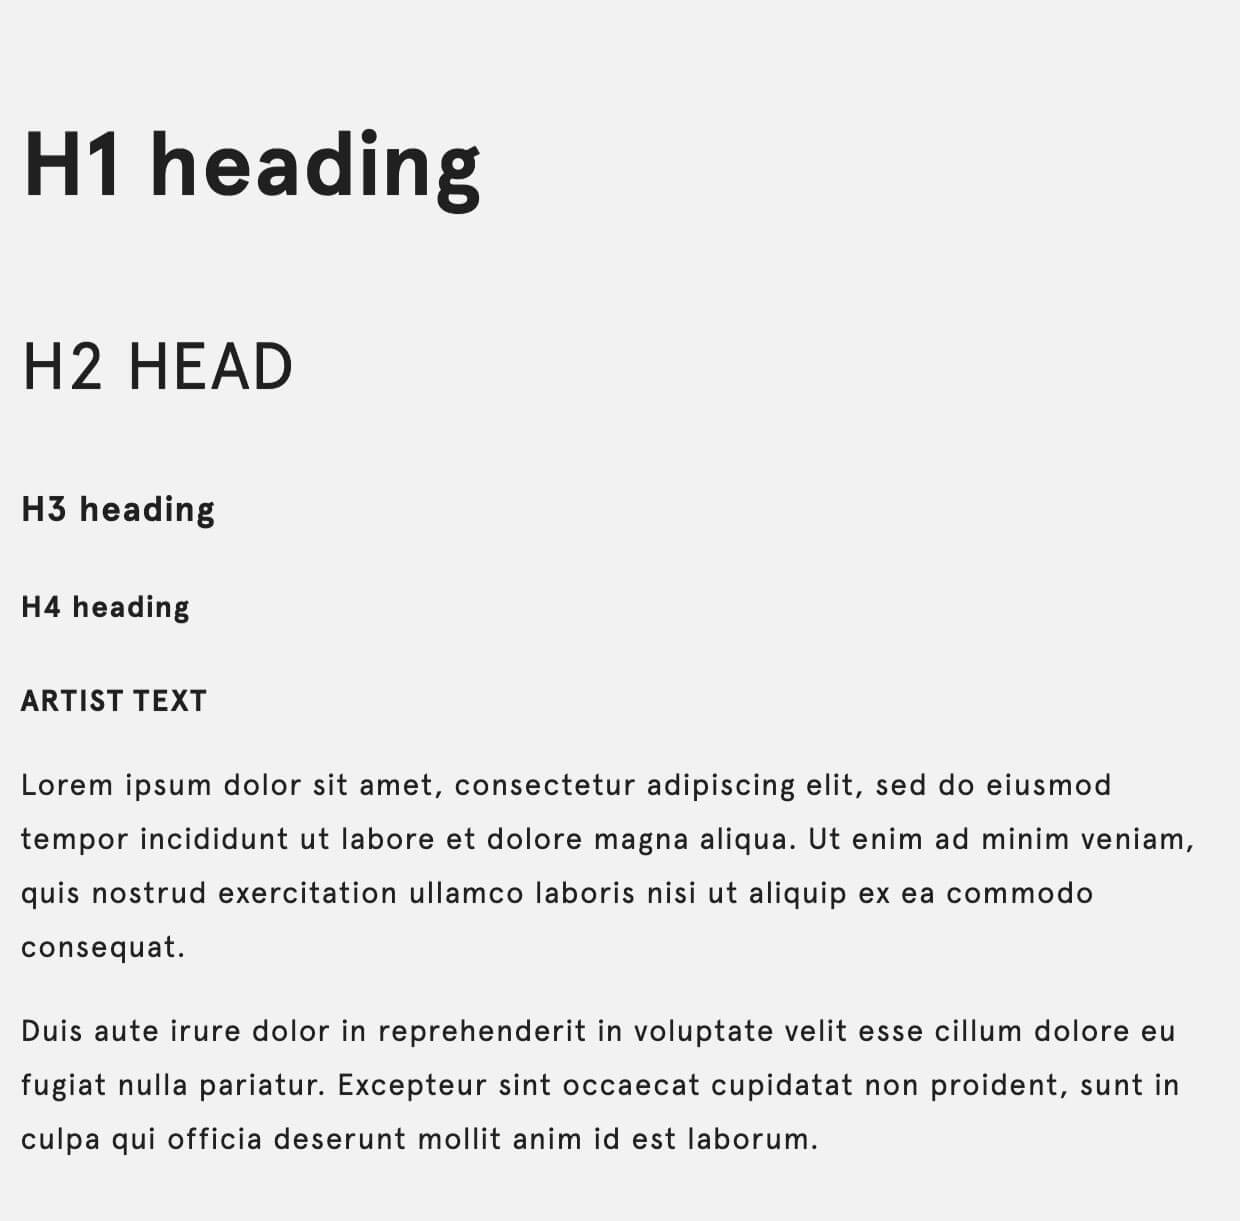 H1 heading
H2 HEAD
H3 heading
H4 heading
ARTIST TEXT
Lorem ipsum dolor sit amet, consectetur adipiscing elit, sed do eiusmod
tempor incididunt ut labore et dolore magna aliqua. Ut enim ad minim veniam,
quis nostrud exercitation ullamco laboris nisi ut aliquip ex ea commodo
consequat.
Duis aute irure dolor in reprehenderit in voluptate velit esse cillum dolore eu
fugiat nulla pariatur. Excepteur sint occaecat cupidatat non proident, sunt in
culpa qui officia deserunt mollit anim id est laborum.